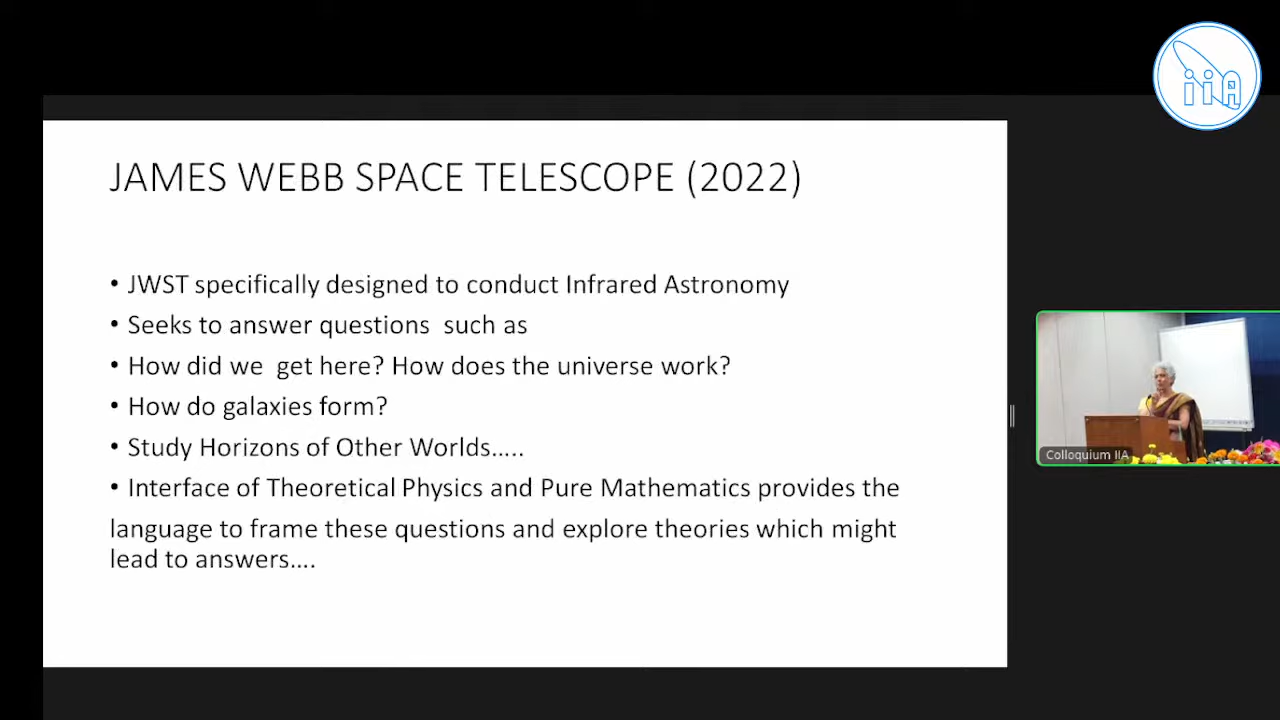 iiA
JAMES WEBB SPACE TELESCOPE (2022)
• JWST specifically designed to conduct Infrared Astronomy
• Seeks to answer questions such as
• How did we get here? How does the universe work?
• How do galaxies form?
• Study Horizons of Other Worlds.....
• Interface of Theoretical Physics and Pure Mathematics provides the
language to frame these questions and explore theories which might
lead to answers....
Colloquium IIA